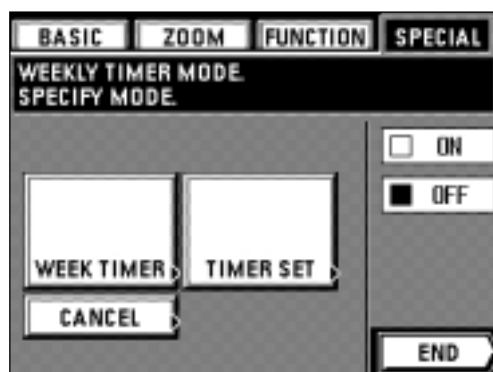 BASIC ZOOM FUNCTION SPECIAL
WEEKLY TIMER MODE.
SPECIFY MODE.
ON
OFF
WEEK TIMER TIMER SET
CANCEL
END